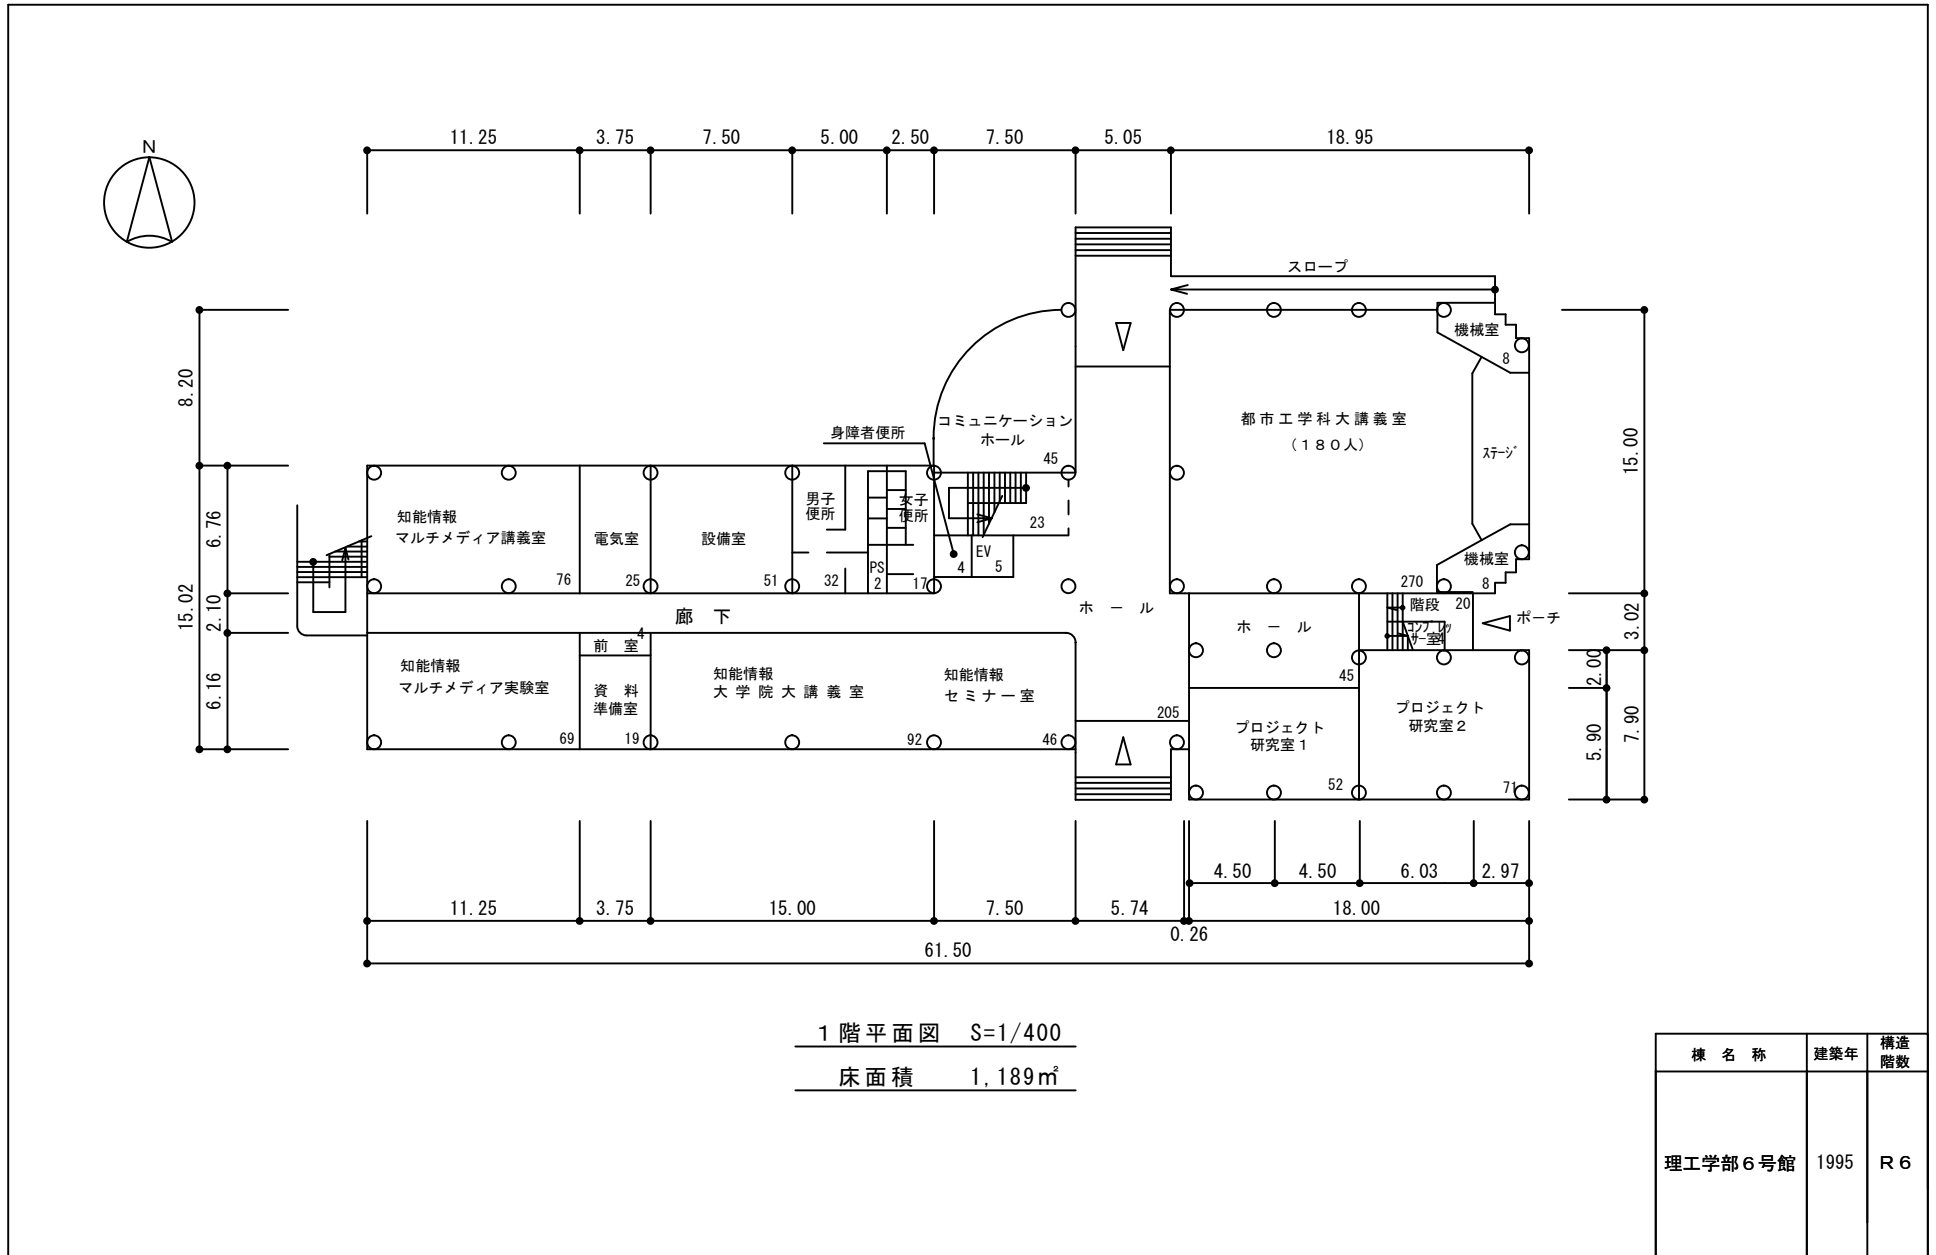 11.25 3.75 7.50 5.00 2.50 7.50 5.05 18.95
N
スロープ
機械室
8
8.20
コミュニケーション
ホール
45
身障者便所
都市工学科大講義室
(180人)
ステージ
15.00
知能情報
マルチメディア講義室
76
電気室
25
設備室
51
男子
便所
32
PS
2
女子
便所
17
23
EV
4
5
機械室
8
270
15.02
6.76
2.10
6.16
廊下
ホール
ホール
45
階段
20
コンプレッ
サー室
4
ポーチ
3.02
2.00
5.90
7.90
知能情報
マルチメディア実験室
69
4
前室
資料
準備室
19
知能情報
大学院大講義室
92
知能情報
セミナー室
46
205
プロジェクト
研究室1
52
プロジェクト
研究室2
71
4.50 4.50 6.03 2.97
11.25 3.75 15.00 7.50 5.74 18.00
0.26
61.50
1階平面図 S=1/400
床面積 1,189㎡
棟名称 建築年 構造
階数
理工学部6号館 1995 R6